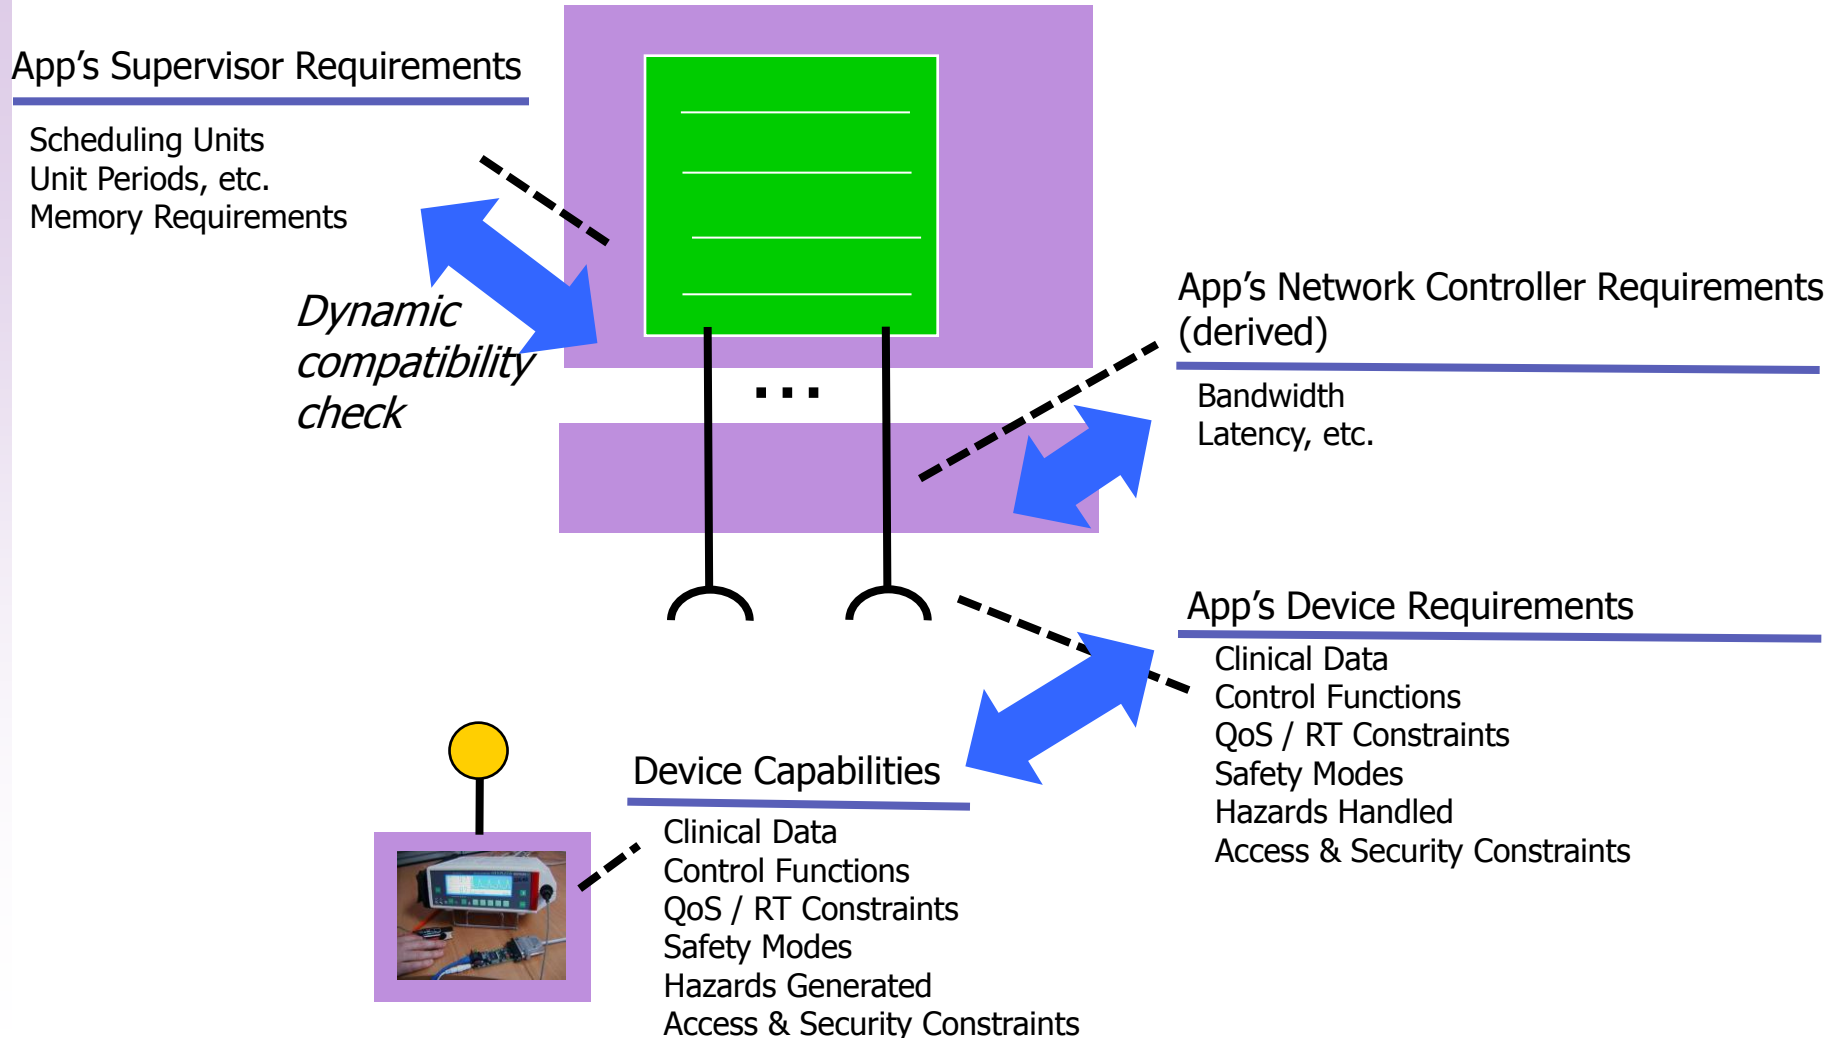 App's Supervisor Requirements
Scheduling Units
Unit Periods, etc.
Memory Requirements
Dynamic
compatibility
check
...
App's Network Controller Requirements
(derived)
Bandwidth
Latency, etc.
App's Device Requirements
Clinical Data
Control Functions
QoS / RT Constraints
Safety Modes
Hazards Handled
Access & Security Constraints
Device Capabilities
Clinical Data
Control Functions
QoS / RT Constraints
Safety Modes
Hazards Generated
Access & Security Constraints